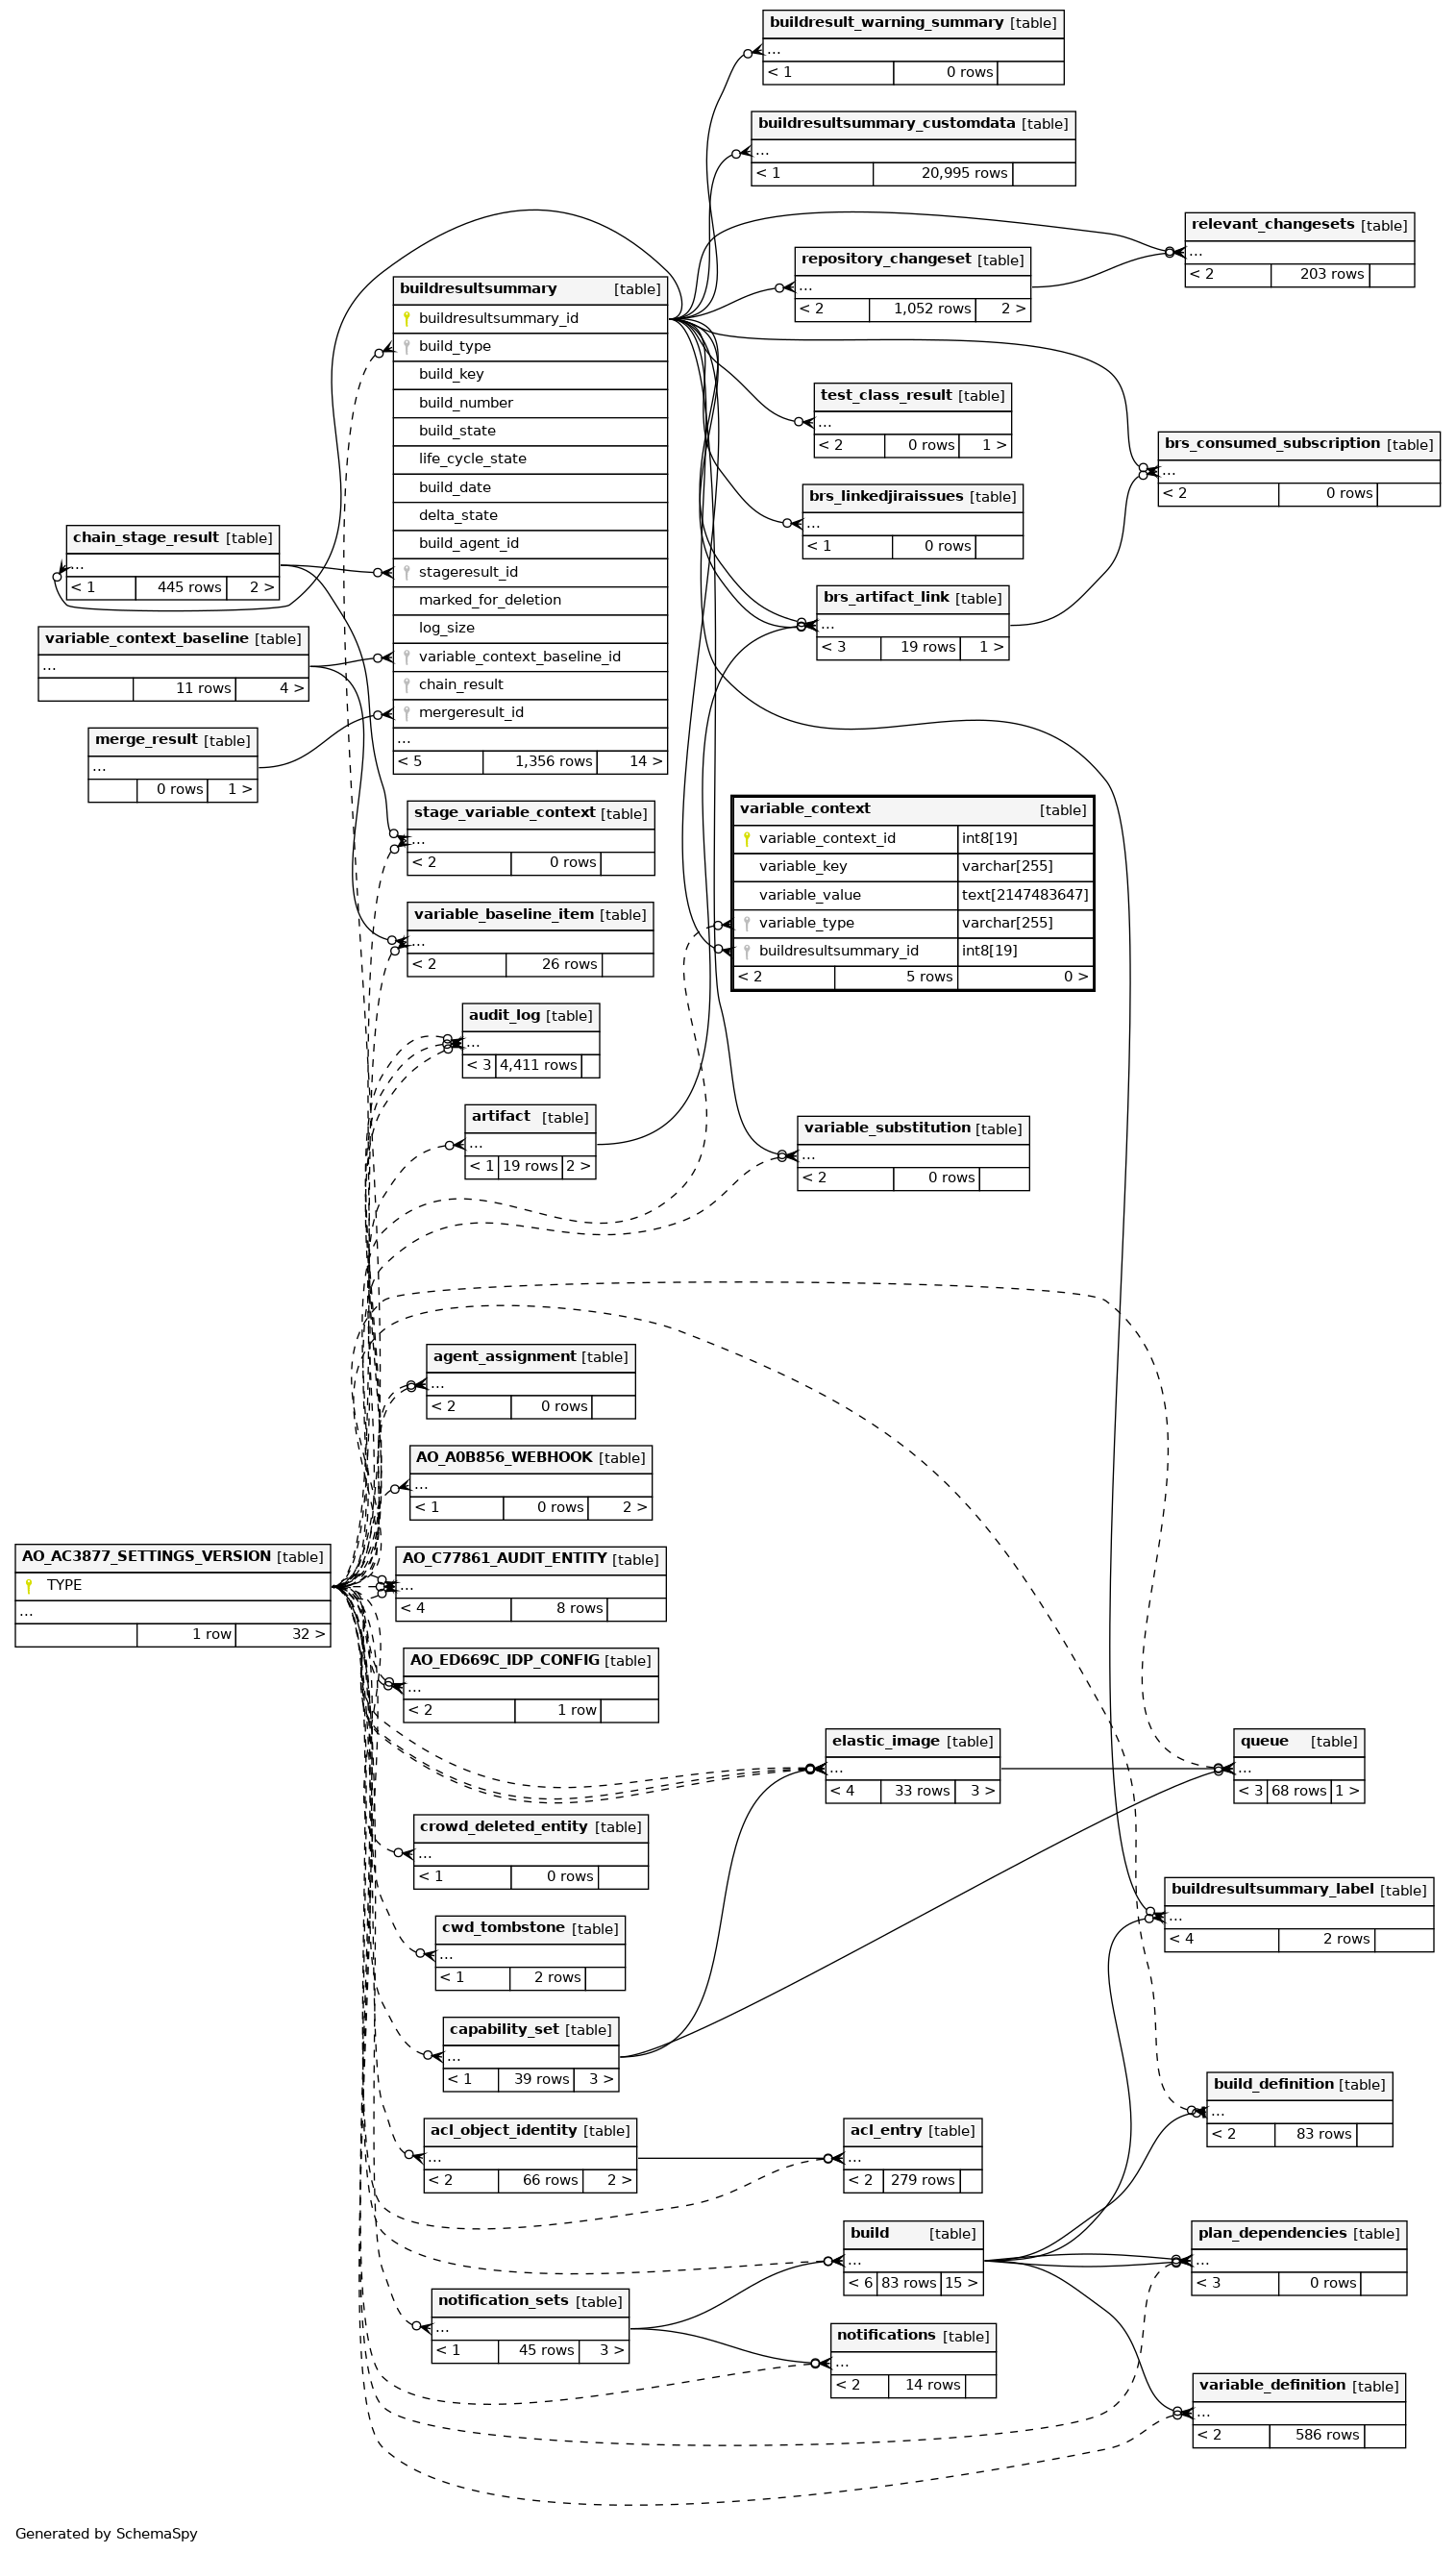 buildresult_warning_summary [table]
...
< 1 0 rows
buildresultsummary_customdata [table]
...
< 1 20,995 rows
relevant_changesets [table]
...
< 2 203 rows
repository_changeset [table]
...
< 2 1,052 rows 2 >
buildresultsummary [table]
buildresultsummary_id
build_type
build_key
build_number
build_state
life_cycle_state
build_date
delta_state
build_agent_id
stageresult_id
marked_for_deletion
log_size
variable_context_baseline_id
chain_result
mergeresult_id
...
< 5 1,356 rows 14 >
test_class_result [table]
...
< 2 0 rows 1 >
brs_consumed_subscription [table]
...
< 2 0 rows
brs_linkedjiraissues [table]
...
< 1 0 rows
chain_stage_result [table]
...
< 1 445 rows 2 >
brs_artifact_link [table]
...
< 3 19 rows 1 >
variable_context_baseline [table]
...
11 rows 4 >
merge_result [table]
...
0 rows 1 >
stage_variable_context [table]
...
< 2 0 rows
variable_context [table]
variable_context_id int8[19]
variable_key varchar[255]
variable_value text[2147483647]
variable_type varchar[255]
buildresultsummary_id int8[19]
< 2 5 rows 0 >
variable_baseline_item [table]
...
< 2 26 rows
audit_log [table]
...
< 3 4,411 rows
artifact [table]
...
< 1 19 rows 2 >
variable_substitution [table]
...
< 2 0 rows
agent_assignment [table]
...
< 2 0 rows
AO_A0B856_WEBHOOK [table]
...
< 1 0 rows 2 >
AO_AC3877_SETTINGS_VERSION [table]
TYPE
...
1 row 32 >
AO_C77861_AUDIT_ENTITY [table]
...
< 4 8 rows
AO_ED669C_IDP_CONFIG [table]
...
< 2 1 row
elastic_image [table]
...
< 4 33 rows 3 >
queue [table]
...
< 3 68 rows 1 >
crowd_deleted_entity [table]
...
< 1 0 rows
buildresultsummary_label [table]
...
< 4 2 rows
cwd_tombstone [table]
...
< 1 2 rows
capability_set [table]
...
< 1 39 rows 3 >
build_definition [table]
...
< 2 83 rows
acl_object_identity [table]
...
< 2 66 rows 2 >
acl_entry [table]
...
< 2 279 rows
build [table]
...
< 6 83 rows 15 >
plan_dependencies [table]
...
< 3 0 rows
notification_sets [table]
...
< 1 45 rows 3 >
notifications [table]
...
< 2 14 rows
variable_definition [table]
...
< 2 586 rows
Generated by SchemaSpy